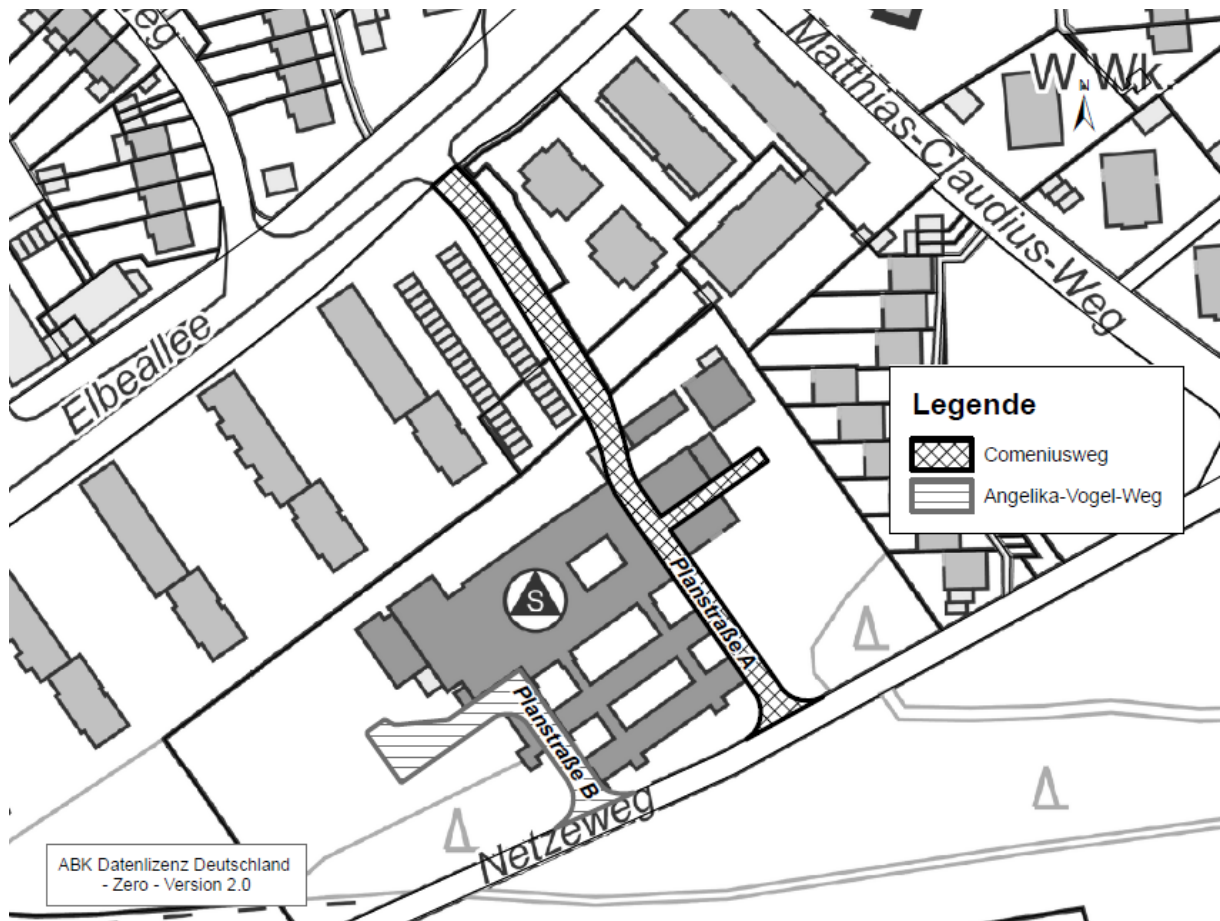 eg
Matthias-Claudius-Weg
W. Wk.
N
Elbeallee
Legende
Comeniusweg
Angelika-Vogel-Weg
S
Planstraße A
Planstraße B
Netzeweg
ABK Datenlizenz Deutschland
- Zero - Version 2.0